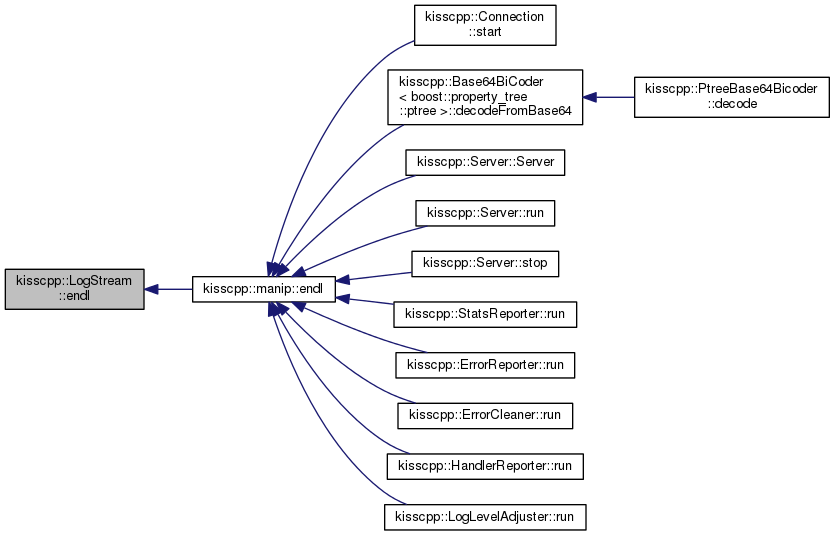 kisscpp::LogStream
::endl
kisscpp::manip::endl
kisscpp::Connection
::start
kisscpp::Base64BiCoder
< boost::property_tree
::ptree >::decodeFromBase64
kisscpp::PtreeBase64Bicoder
::decode
kisscpp::Server::Server
kisscpp::Server::run
kisscpp::Server::stop
kisscpp::StatsReporter::run
kisscpp::ErrorReporter::run
kisscpp::ErrorCleaner::run
kisscpp::HandlerReporter::run
kisscpp::LogLevelAdjuster::run